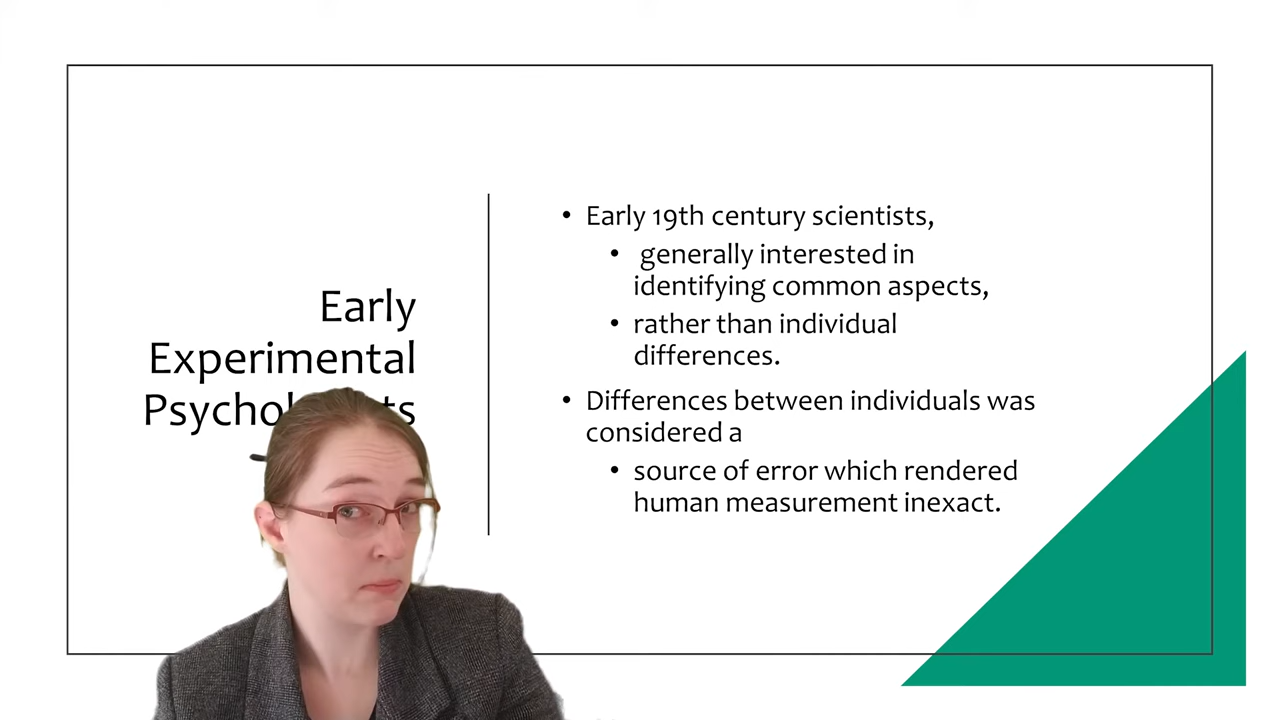 Early
Experimental
• Early 19th century scientists,
• generally interested in
identifying common aspects,
• rather than individual
differences.
• Differences between individuals was
considered a
• source of error which rendered
human measurement inexact.